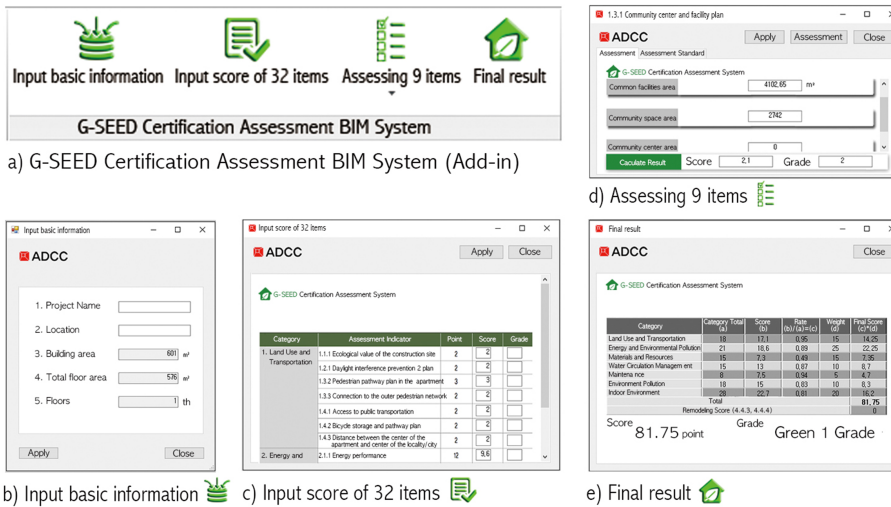 Input basic information Input score of 32 items Assessing 9 items Final result
G-SEED Certification Assessment BIM System
a) G-SEED Certification Assessment BIM System (Add-in)
1.3.1 Community center and facility plan
ADCC Apply Assessment Close
Assessment Assessment Standard
G-SEED Certification Assessment System
Common facilities area 4102,65 m²
Community space area 2742
Community center area 0
Caculate Result Score 2,1 Grade 2
d) Assessing 9 items
Input basic information
ADCC
1. Project Name
2. Location
3. Building area 601 m²
4. Total floor area 576 m²
5. Floors 1 th
Apply Close
b) Input basic information
Input score of 32 items
ADCC Apply Close
G-SEED Certification Assessment System
Category Assessment Indicator Point Score Grade
1. Land Use and Transportation
1.1.1 Ecological value of the construction site 2 2
1.2.1 Daylight interference prevention 2 plan 2 2
1.3.2 Pedestrian pathway plan in the apartment 3 3
1.3.3 Connection to the outer pedestrian network 2 2
1.4.1 Access to public transportation 2 2
1.4.2 Bicycle storage and pathway plan 2 2
1.4.3 Distance between the center of the apartment and center of the locality/city 2 2
2. Energy and 2.1.1 Energy performance 12 9,6
c) Input score of 32 items
Final result
ADCC Close
G-SEED Certification Assessment System
Category Category Total (a) Score (b) Rate (b)/(a)=(c) Weight (d) Final Score (c)*(d)
Land Use and Transportation 18 17,1 0,95 15 14,25
Energy and Environmental Pollution 21 18,6 0,89 25 22,25
Materials and Resources 15 7,3 0,49 15 7,35
Water Circulation Management 15 13 0,87 10 8,7
Maintena nce 8 7,5 0,94 5 4,7
Environment Pollution 18 15 0,83 10 8,3
Indoor Environment 28 22,7 0,81 20 16,2
Total 81,75
Remodeling Score (4.4.3, 4.4.4) 0
Score 81.75 point Grade Green 1 Grade
e) Final result